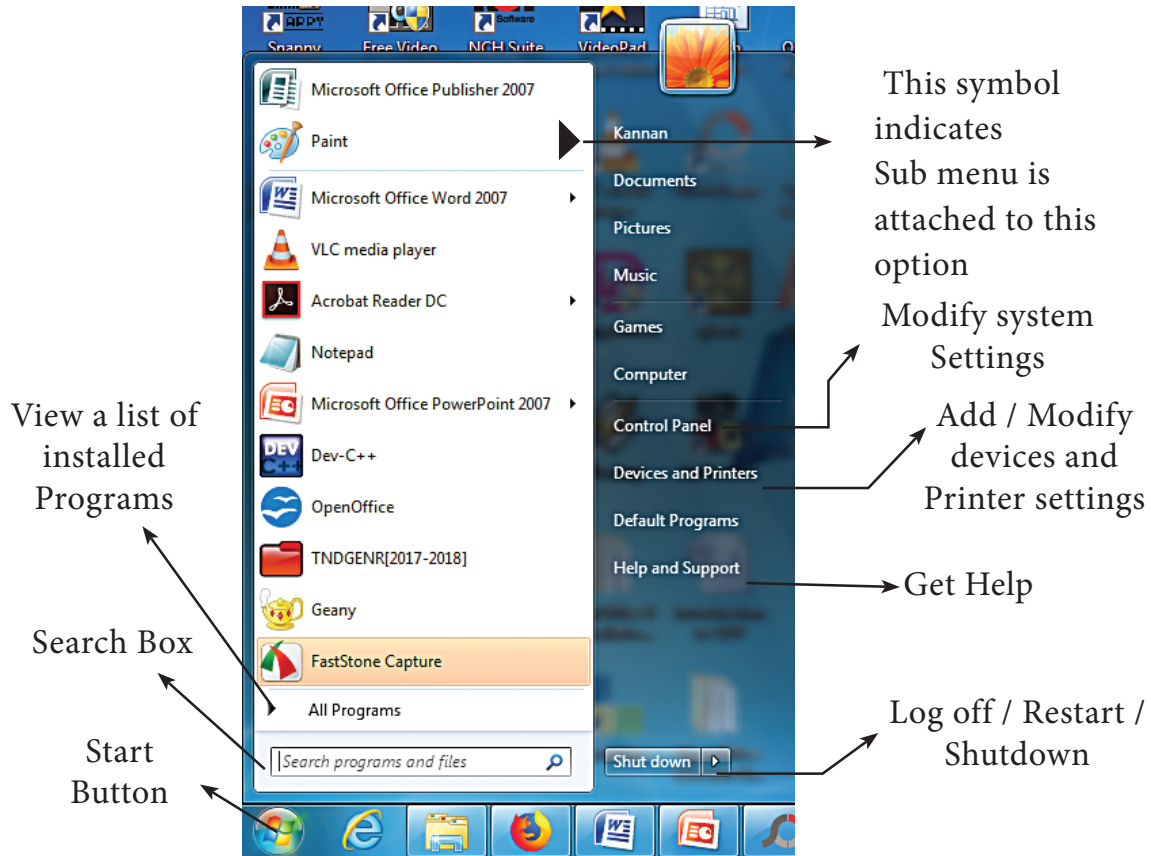 Snappy
Free Video
NCH Suite
VideoPad
Software
Microsoft Office Publisher 2007
Paint
Microsoft Office Word 2007
VLC media player
Acrobat Reader DC
Notepad
Microsoft Office PowerPoint 2007
DEV
C++
Dev-C++
OpenOffice
TNDGENR[2017-2018]
Geany
FastStone Capture
All Programs
Search programs and files
Kannan
Documents
Pictures
Music
Games
Computer
Control Panel
Devices and Printers
Default Programs
Help and Support
Shut down
View a list of
installed
Programs
Search Box
Start
Button
This symbol
indicates
Sub menu is
attached to this
option
Modify system
Settings
Add / Modify
devices and
Printer settings
Get Help
Log off / Restart /
Shutdown